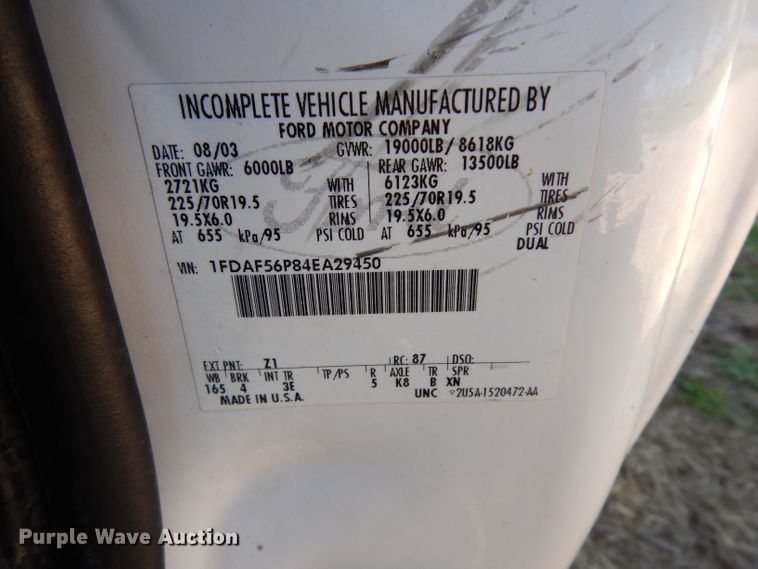 INCOMPLETE VEHICLE MANUFACTURED BY
FORD MOTOR COMPANY
DATE: 08/03 GVWR: 19000LB/ 8618KG
FRONT GAWR: 6000LB REAR GAWR: 13500LB
2721KG WITH 6123KG WITH
225/70R19.5 TIRES 225/70R19.5 TIRES
19.5X6.0 RIMS 19.5X6.0 RIMS
AT 655 kPa/95 PSI COLD AT 655 kPa/95 PSI COLD
DUAL
VIN: 1FDAF56P84EA29450
Ford
EXT PNT: Z1 RC: 87 DSO:
WB BRK INT TR TP/PS R AXLE TR SPR
165 4 3E 5 K8 B XN
MADE IN U.S.A. UNC 2U5A-1520472-AA
Purple Wave Auction